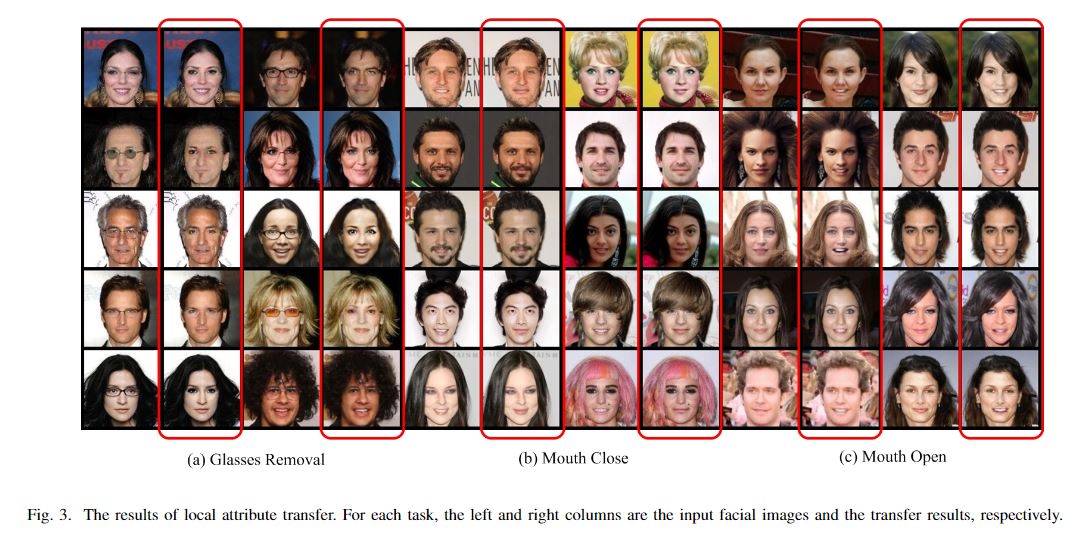 (a) Glasses Removal
(b) Mouth Close
(c) Mouth Open
Fig. 3. The results of local attribute transfer. For each task, the left and right columns are the input facial images and the transfer results, respectively.